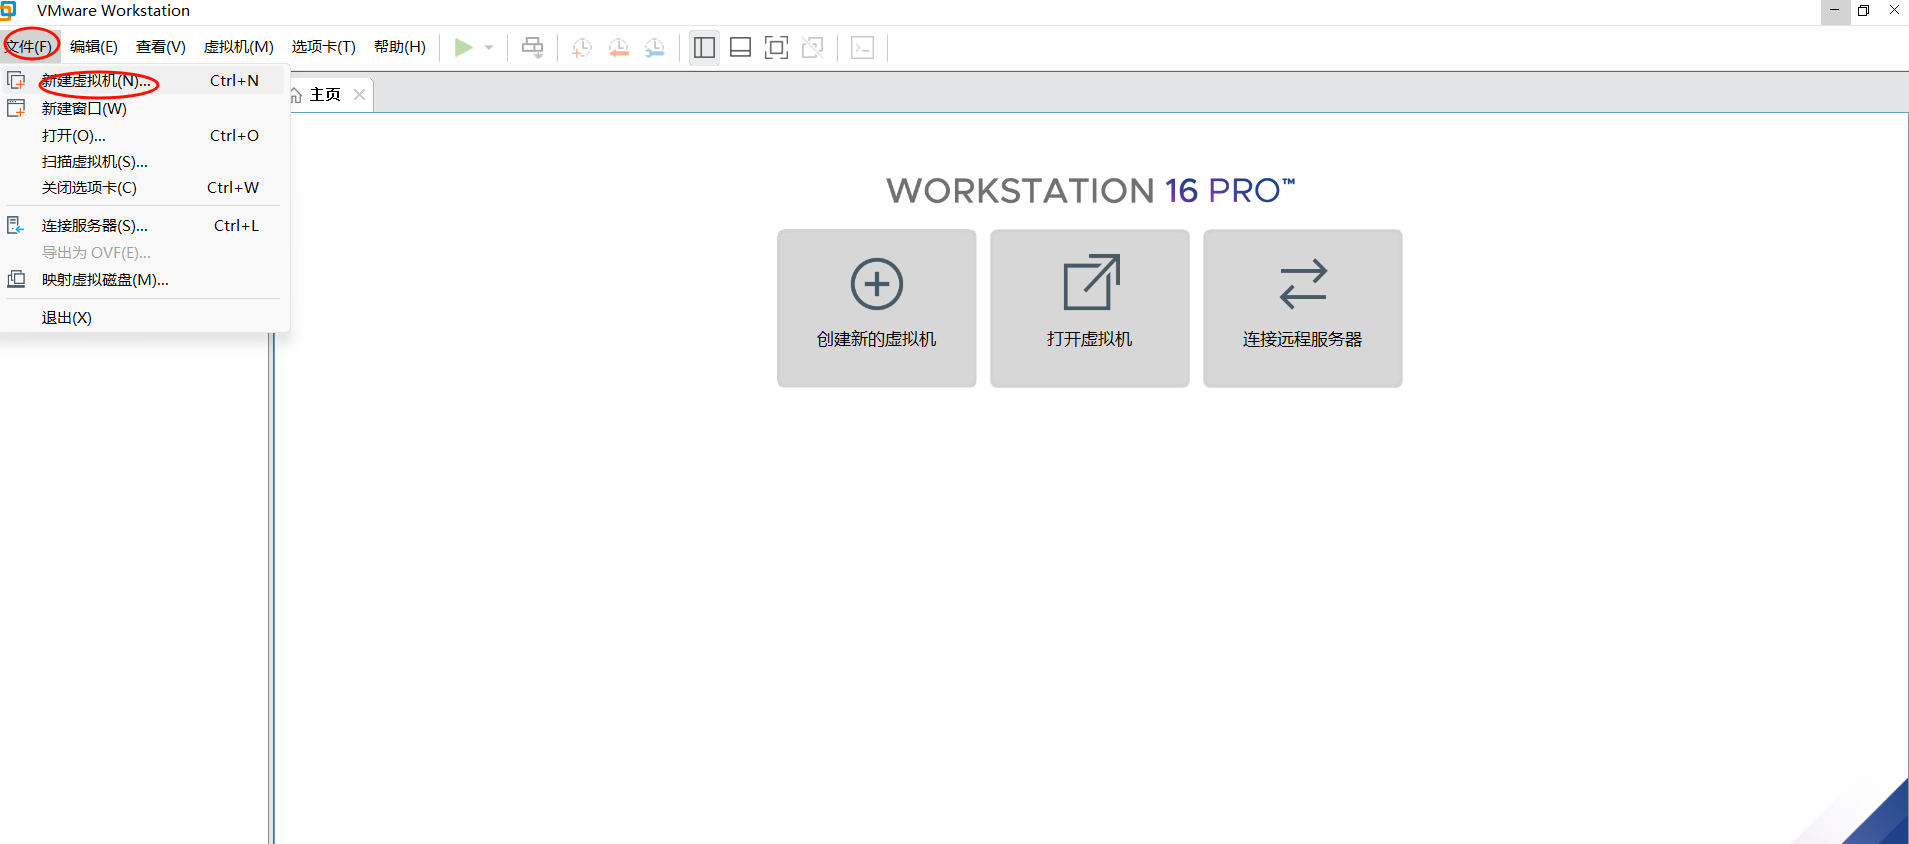 VMware Workstation
文件(F) 编辑(E) 查看(V) 虚拟机(M) 选项卡(T) 帮助(H)
新建虚拟机(N)... Ctrl+N
新建窗口(W)
打开(O)... Ctrl+O
扫描虚拟机(S)...
关闭选项卡(C) Ctrl+W
连接服务器(S)... Ctrl+L
导出为 OVF(E)...
映射虚拟磁盘(M)...
退出(X)
主页
WORKSTATION 16 PRO™
创建新的虚拟机
打开虚拟机
连接远程服务器